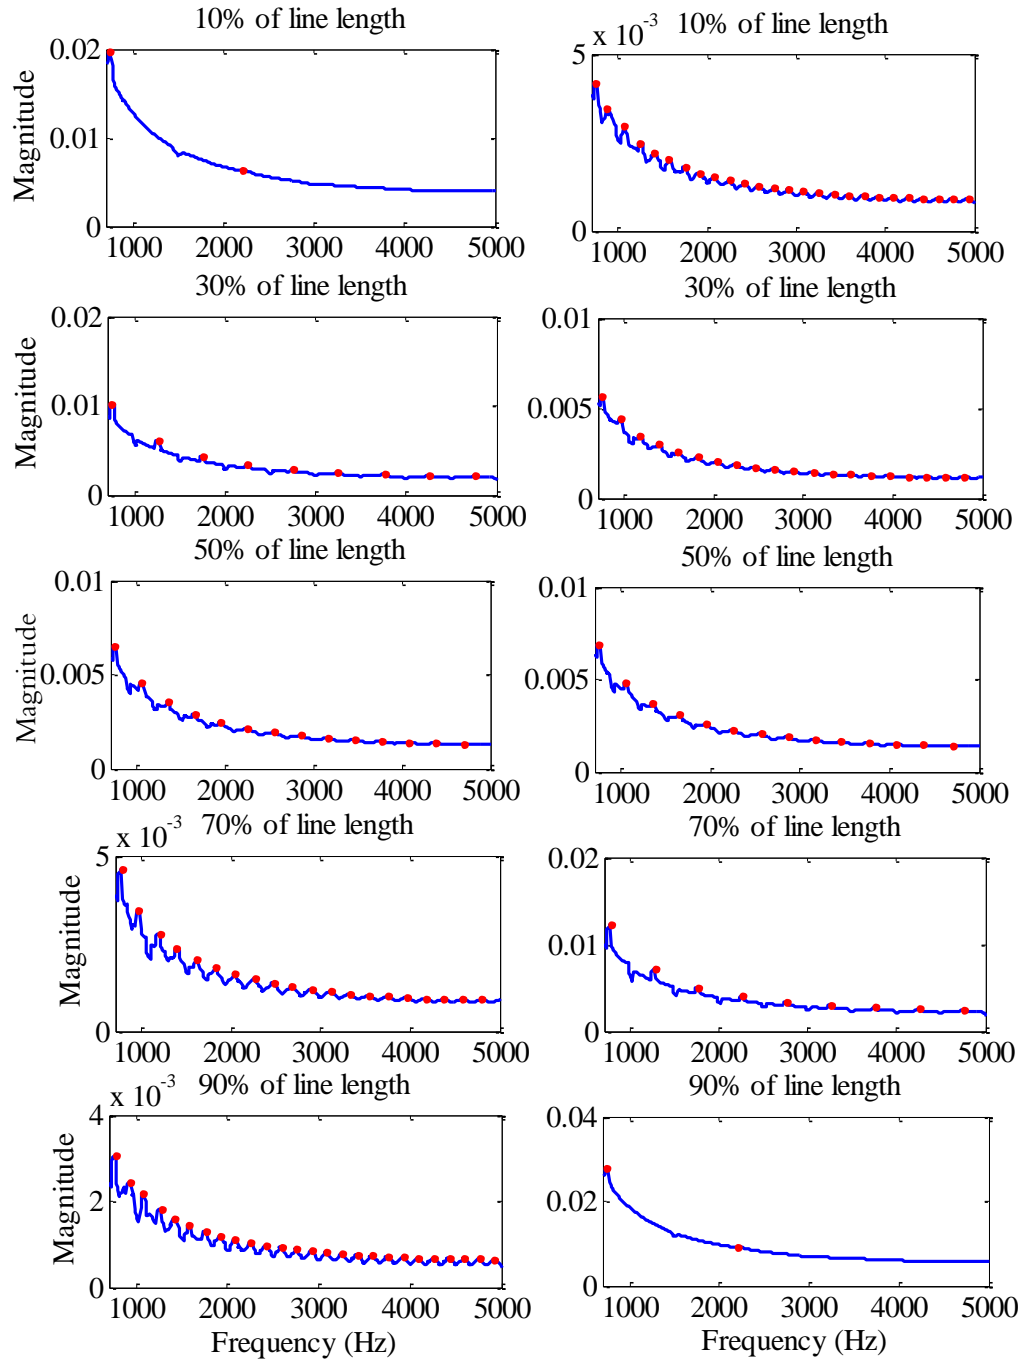 10% of line length
x 10-3 10% of line length
0.02
0.01
0
Magnitude
1000 2000 3000 4000 5000
5
0
1000 2000 3000 4000 5000
30% of line length
30% of line length
0.02
0.01
0
Magnitude
1000 2000 3000 4000 5000
0.01
0.005
0
1000 2000 3000 4000 5000
50% of line length
50% of line length
0.01
0.005
0
Magnitude
1000 2000 3000 4000 5000
0.01
0.005
0
1000 2000 3000 4000 5000
x 10-3 70% of line length
70% of line length
5
0
Magnitude
1000 2000 3000 4000 5000
0.02
0.01
0
1000 2000 3000 4000 5000
x 10-3 90% of line length
90% of line length
4
2
0
Magnitude
1000 2000 3000 4000 5000
Frequency (Hz)
0.04
0.02
0
1000 2000 3000 4000 5000
Frequency (Hz)